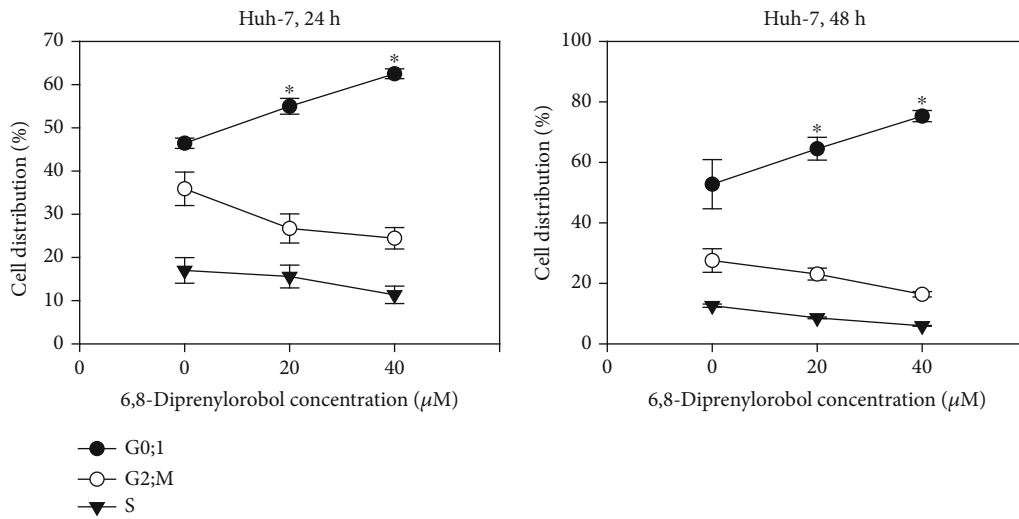 Huh-7, 24 h
70
60
50
40
30
20
10
0
Cell distribution (%)
* *
0 0 20 40
6,8-Diprenylorobol concentration (μM)
Huh-7, 48 h
100
80
60
40
20
0
Cell distribution (%)
* *
0 0 20 40
6,8-Diprenylorobol concentration (μM)
G0;1
G2;M
S